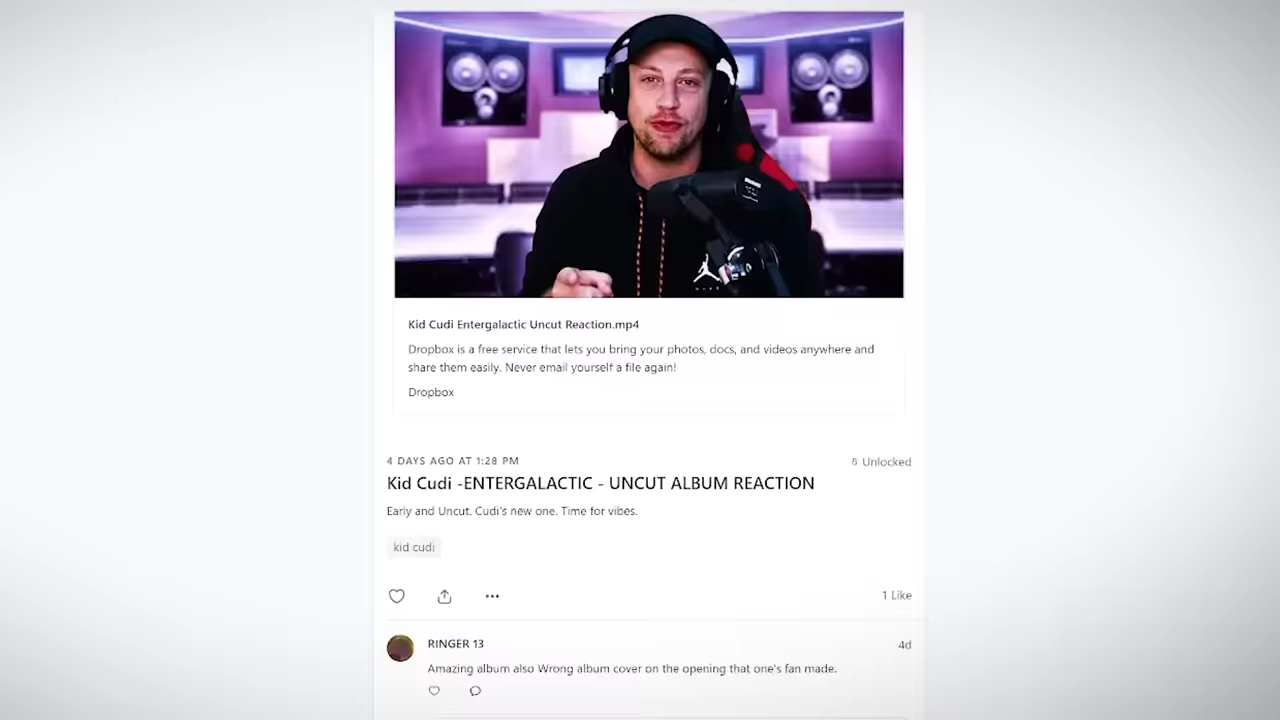 Kid Cudi Entergalactic Uncut Reaction.mp4
Dropbox is a free service that lets you bring your photos, docs, and videos anywhere and
share them easily. Never email yourself a file again!
Dropbox
4 DAYS AGO AT 1:28 PM
Unlocked
Kid Cudi -ENTERGALACTIC - UNCUT ALBUM REACTION
Early and Uncut. Cudi's new one. Time for vibes.
kid cudi
1 Like
RINGER 13
4d
Amazing album also Wrong album cover on the opening that one's fan made.